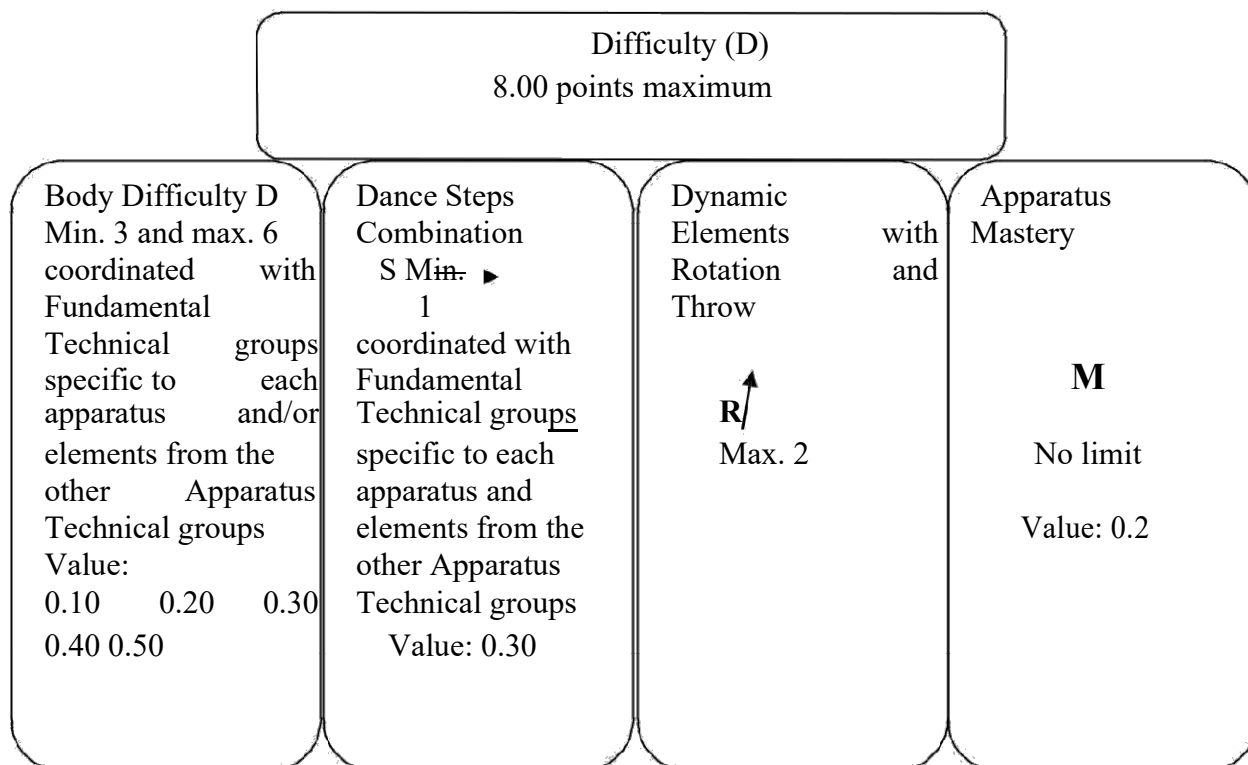 Difficulty (D)
8.00 points maximum
Body Difficulty D
Min. 3 and max. 6
coordinated with
Fundamental
Technical groups
specific to each
apparatus and/or
elements from the
other Apparatus
Technical groups
Value:
0.10 0.20 0.30
0.40 0.50
Dance Steps
Combination
S Min.
1
coordinated with
Fundamental
Technical groups
specific to each
apparatus and
elements from the
other Apparatus
Technical groups
Value: 0.30
Dynamic
Elements with
Rotation and
Throw
R
Max. 2
Apparatus
Mastery
M
No limit
Value: 0.2